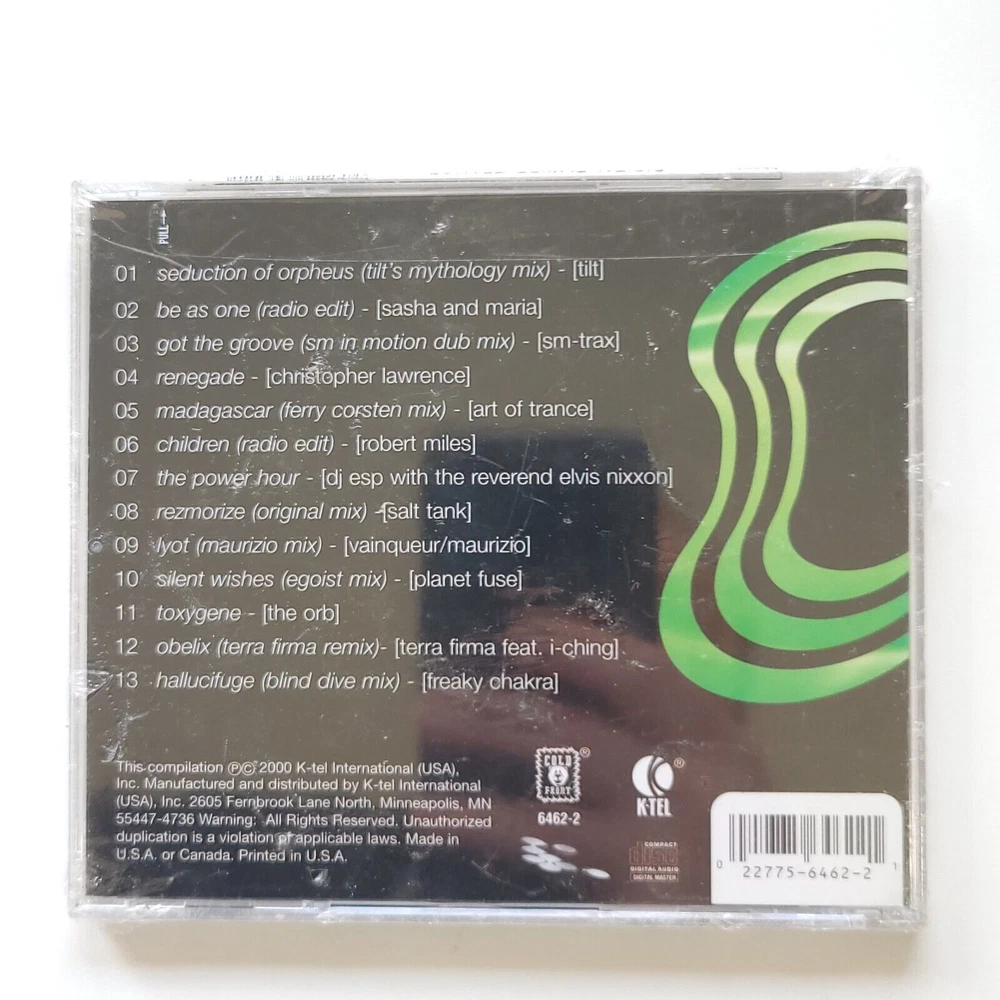 PULL→
01 seduction of orpheus (tilt's mythology mix) - [tilt]
02 be as one (radio edit) - [sasha and maria]
03 got the groove (sm in motion dub mix) - [sm-trax]
04 renegade - [christopher lawrence]
05 madagascar (ferry corsten mix) - [art of trance]
06 children (radio edit) - [robert miles]
07 the power hour - [dj esp with the reverend elvis nixxon]
08 rezmorize (original mix) - [salt tank]
09 lyot (maurizio mix) - [vainqueur/maurizio]
10 silent wishes (egoist mix) - [planet fuse]
11 toxygene - [the orb]
12 obelix (terra firma remix)- [terra firma feat. i-ching]
13 hallucifuge (blind dive mix) - [freaky chakra]
This compilation ℗© 2000 K-tel International (USA),
Inc. Manufactured and distributed by K-tel International
(USA), Inc. 2605 Fernbrook Lane North, Minneapolis, MN
55447-4736 Warning: All Rights Reserved. Unauthorized
duplication is a violation of applicable laws. Made in
U.S.A. or Canada. Printed in U.S.A.
COLD
FRONT
®
6462-2
K-TEL
®
COMPACT
disc
DIGITAL AUDIO
DIGITAL MASTER
0 22775-6462-2 1